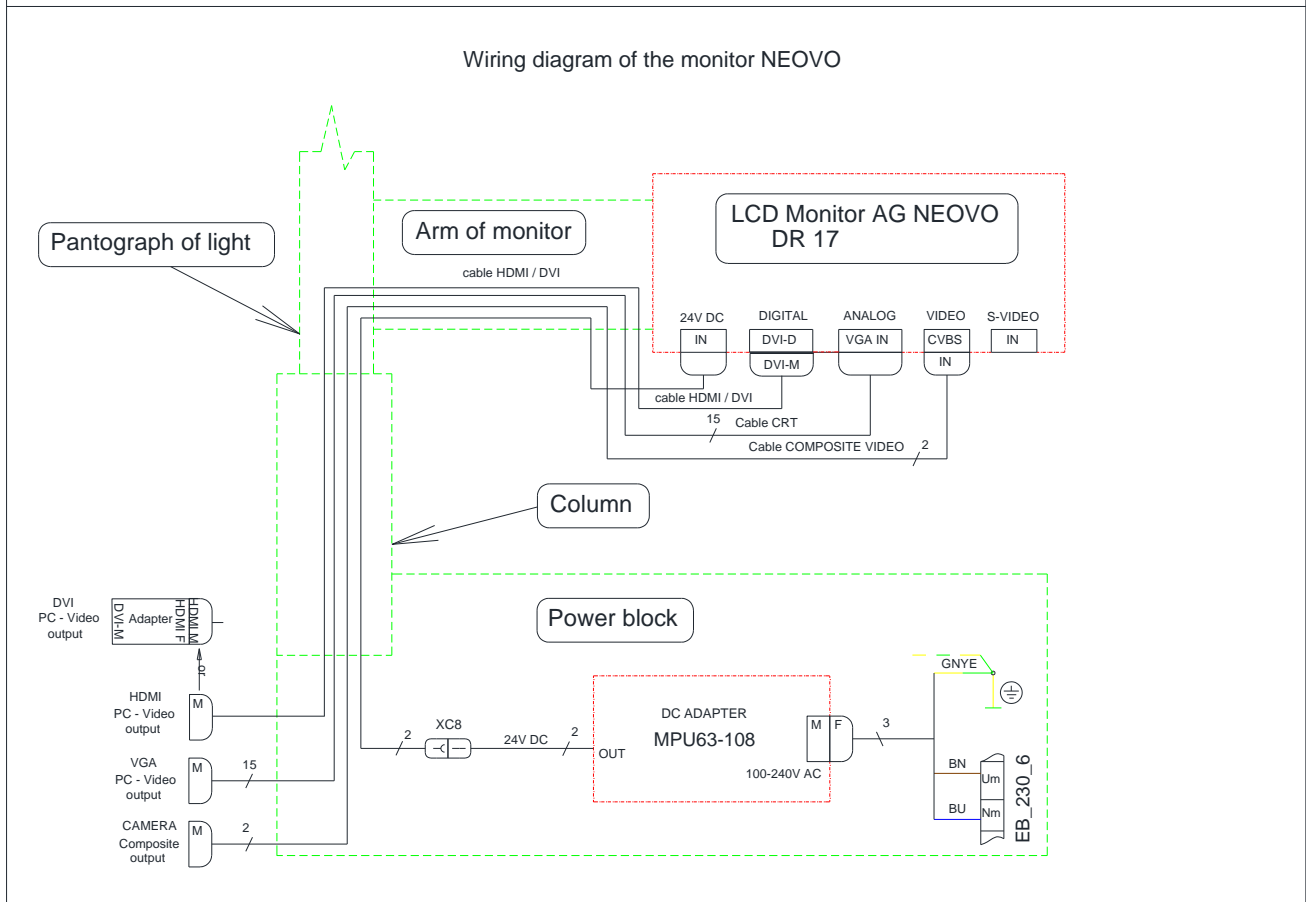 Wiring diagram of the monitor NEOVO
Pantograph of light
Arm of monitor
LCD Monitor AG NEOVO
DR 17
cable HDMI / DVI
24V DC
DIGITAL
ANALOG
VIDEO
S-VIDEO
IN
DVI-D
VGA IN
CVBS
IN
DVI-M
IN
cable HDMI / DVI
15
Cable CRT
Cable COMPOSITE VIDEO
2
Column
Power block
DVI
PC - Video
output
DVI-M
Adapter
HDMI F
HDMI M
or
HDMI
PC - Video
output
M
VGA
PC - Video
output
M
15
CAMERA
Composite
output
M
2
2
XC8
24V DC
2
OUT
DC ADAPTER
MPU63-108
100-240V AC
M
F
3
GNYE
BN
BU
Um
Nm
EB_230_6